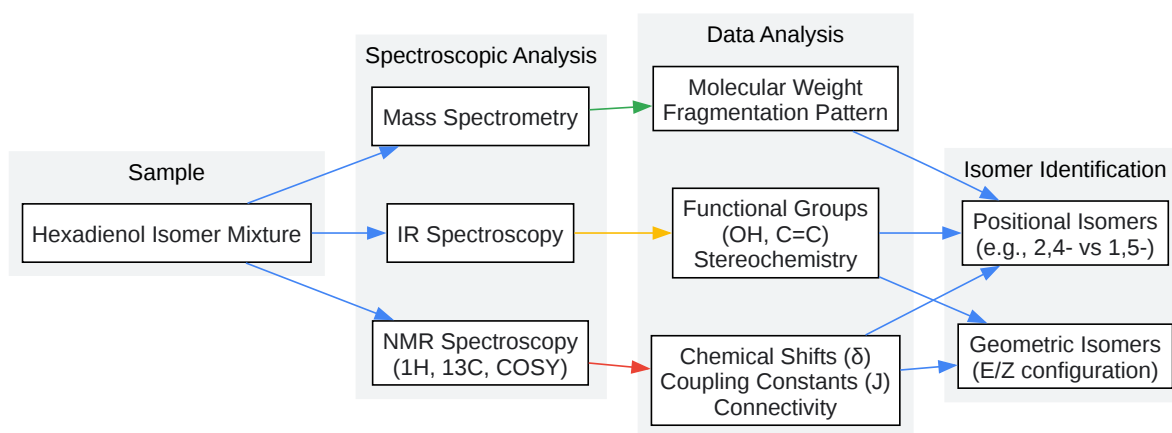 Sample
Hexadienol Isomer Mixture
Spectroscopic Analysis
Mass Spectrometry
IR Spectroscopy
NMR Spectroscopy
(1H, 13C, COSY)
Data Analysis
Molecular Weight
Fragmentation Pattern
Functional Groups
(OH, C=C)
Stereochemistry
Chemical Shifts (δ)
Coupling Constants (J)
Connectivity
Isomer Identification
Positional Isomers
(e.g., 2,4- vs 1,5-)
Geometric Isomers
(E/Z configuration)